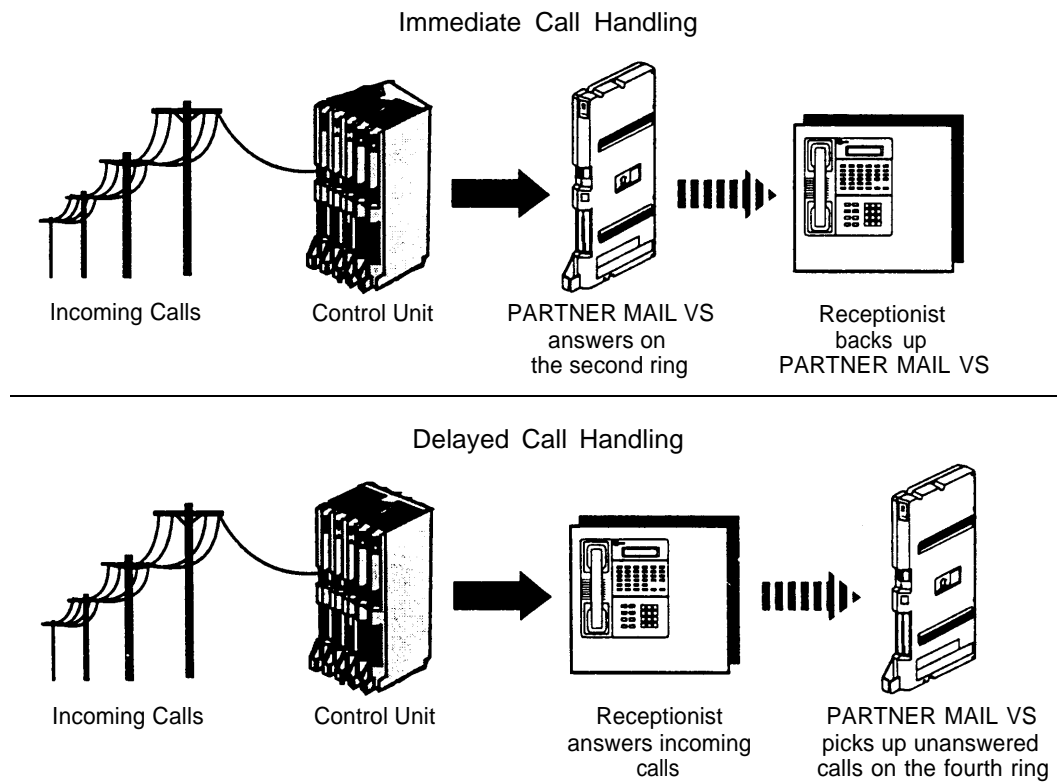 Immediate Call Handling
Incoming Calls
Control Unit
PARTNER MAIL VS
answers on
the second ring
Receptionist
backs up
PARTNER MAIL VS
Delayed Call Handling
Incoming Calls
Control Unit
Receptionist
answers incoming
calls
PARTNER MAIL VS
picks up unanswered
calls on the fourth ring